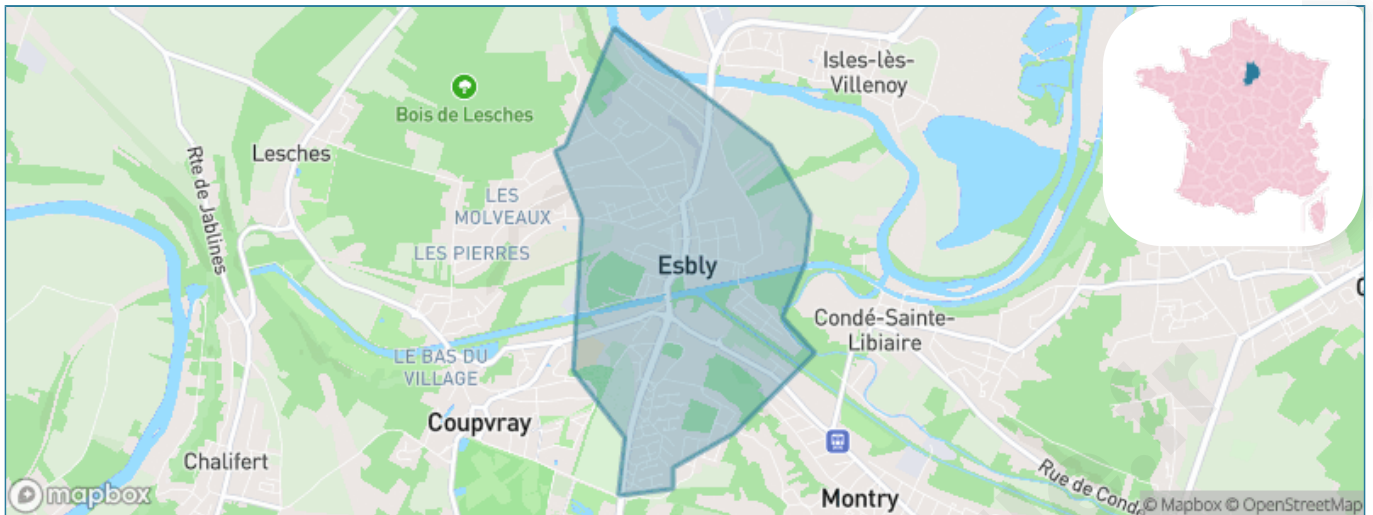 Isles-lès-
Villenoy
Bois de Lesches
Lesches
Rte de Jablines
LES
MOLVEAUX
LES PIERRES
Esbly
Condé-Sainte-
Libiaire
LE BAS DU
VILLAGE
Coupvray
Chalifert
Rue de Condé
Montry
mapbox
© Mapbox © OpenStreetMap